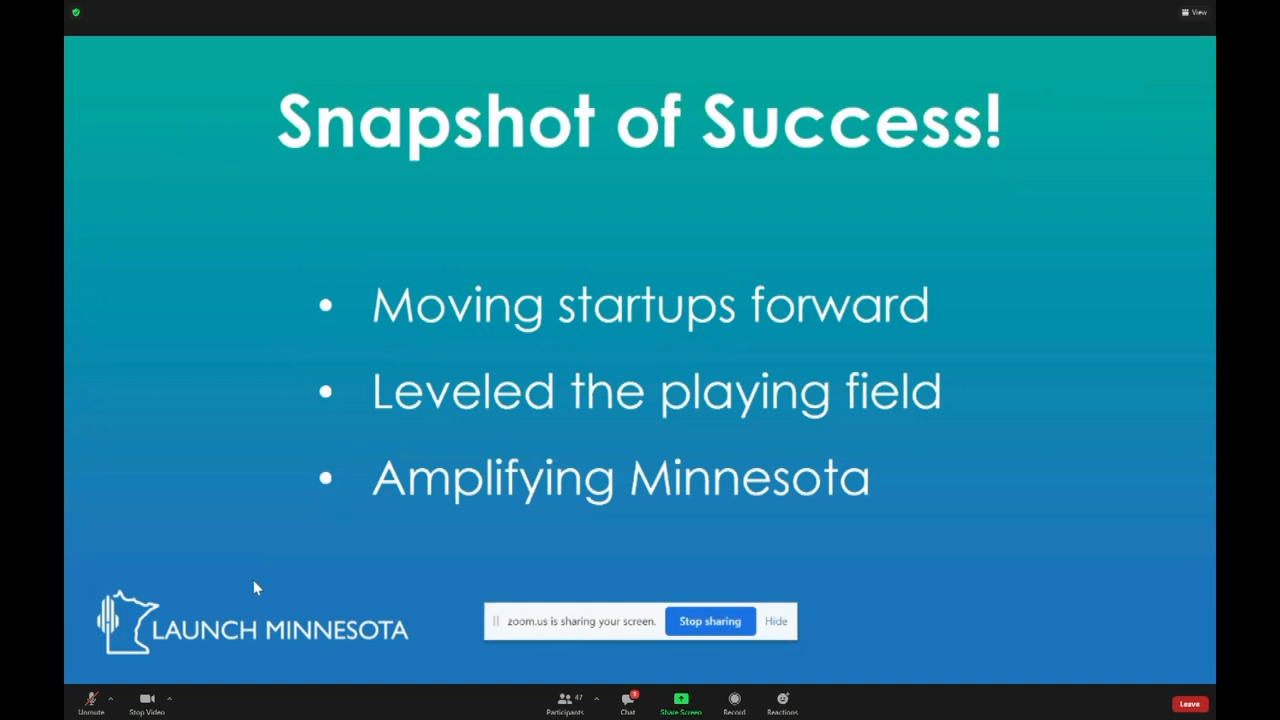 View
Snapshot of Success!
• Moving startups forward
• Leveled the playing field
• Amplifying Minnesota
LAUNCH MINNESOTA
zoom.us is sharing your screen. Stop sharing Hide
47 1
Unmute Stop Video Participants Chat Share Screen Record Reactions Leave